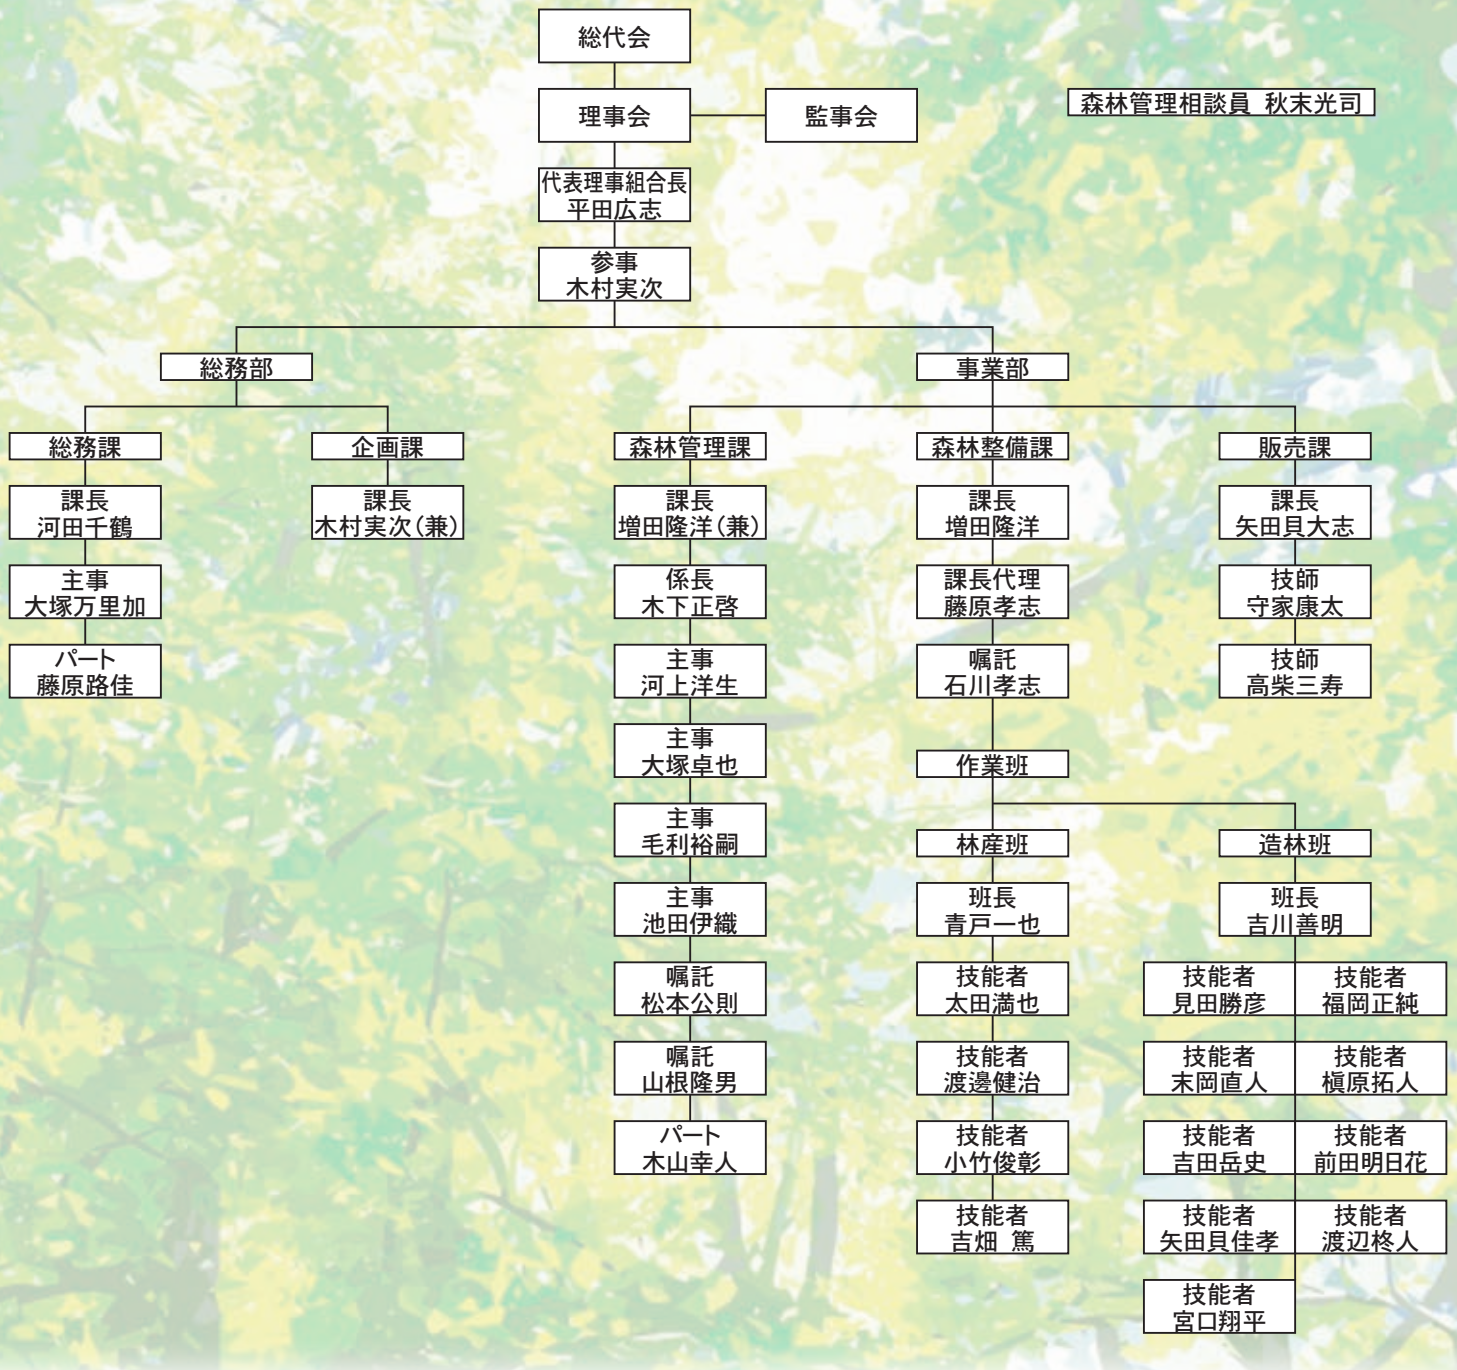 総代会
理事会
監事会
森林管理相談員 秋末光司
代表理事組合長
平田広志
参事
木村実次
総務部
事業部
総務課
企画課
森林管理課
森林整備課
販売課
課長
河田千鶴
課長
木村実次(兼)
課長
増田隆洋(兼)
課長
増田隆洋
課長
矢田貝大志
主事
大塚万里加
係長
木下正啓
課長代理
藤原孝志
技師
守家康太
パート
藤原路佳
主事
河上洋生
嘱託
石川孝志
技師
高柴三寿
主事
大塚卓也
作業班
主事
毛利裕嗣
林産班
造林班
主事
池田伊織
班長
青戸一也
班長
吉川善明
嘱託
松本公則
技能者
太田満也
技能者
見田勝彦
技能者
福岡正純
嘱託
山根隆男
技能者
渡邊健治
技能者
末岡直人
技能者
槇原拓人
パート
木山幸人
技能者
小竹俊彰
技能者
吉田岳史
技能者
前田明日花
技能者
吉畑 篤
技能者
矢田貝佳孝
技能者
渡辺柊人
技能者
宮口翔平